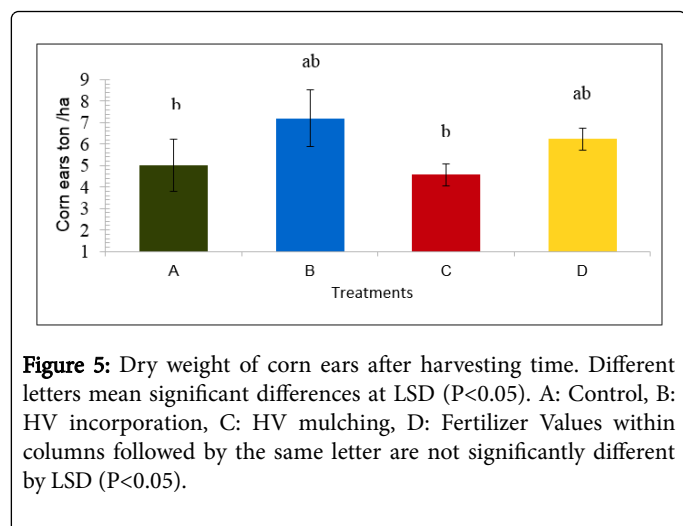 Corn ears ton /ha
9
8
7
6
5
4
3
2
1
b
ab
b
ab
A
B
C
D
Treatments
Figure 5: Dry weight of corn ears after harvesting time. Different
letters mean significant differences at LSD (P<0.05). A: Control, B:
HV incorporation, C: HV mulching, D: Fertilizer Values within
columns followed by the same letter are not significantly different
by LSD (P<0.05).